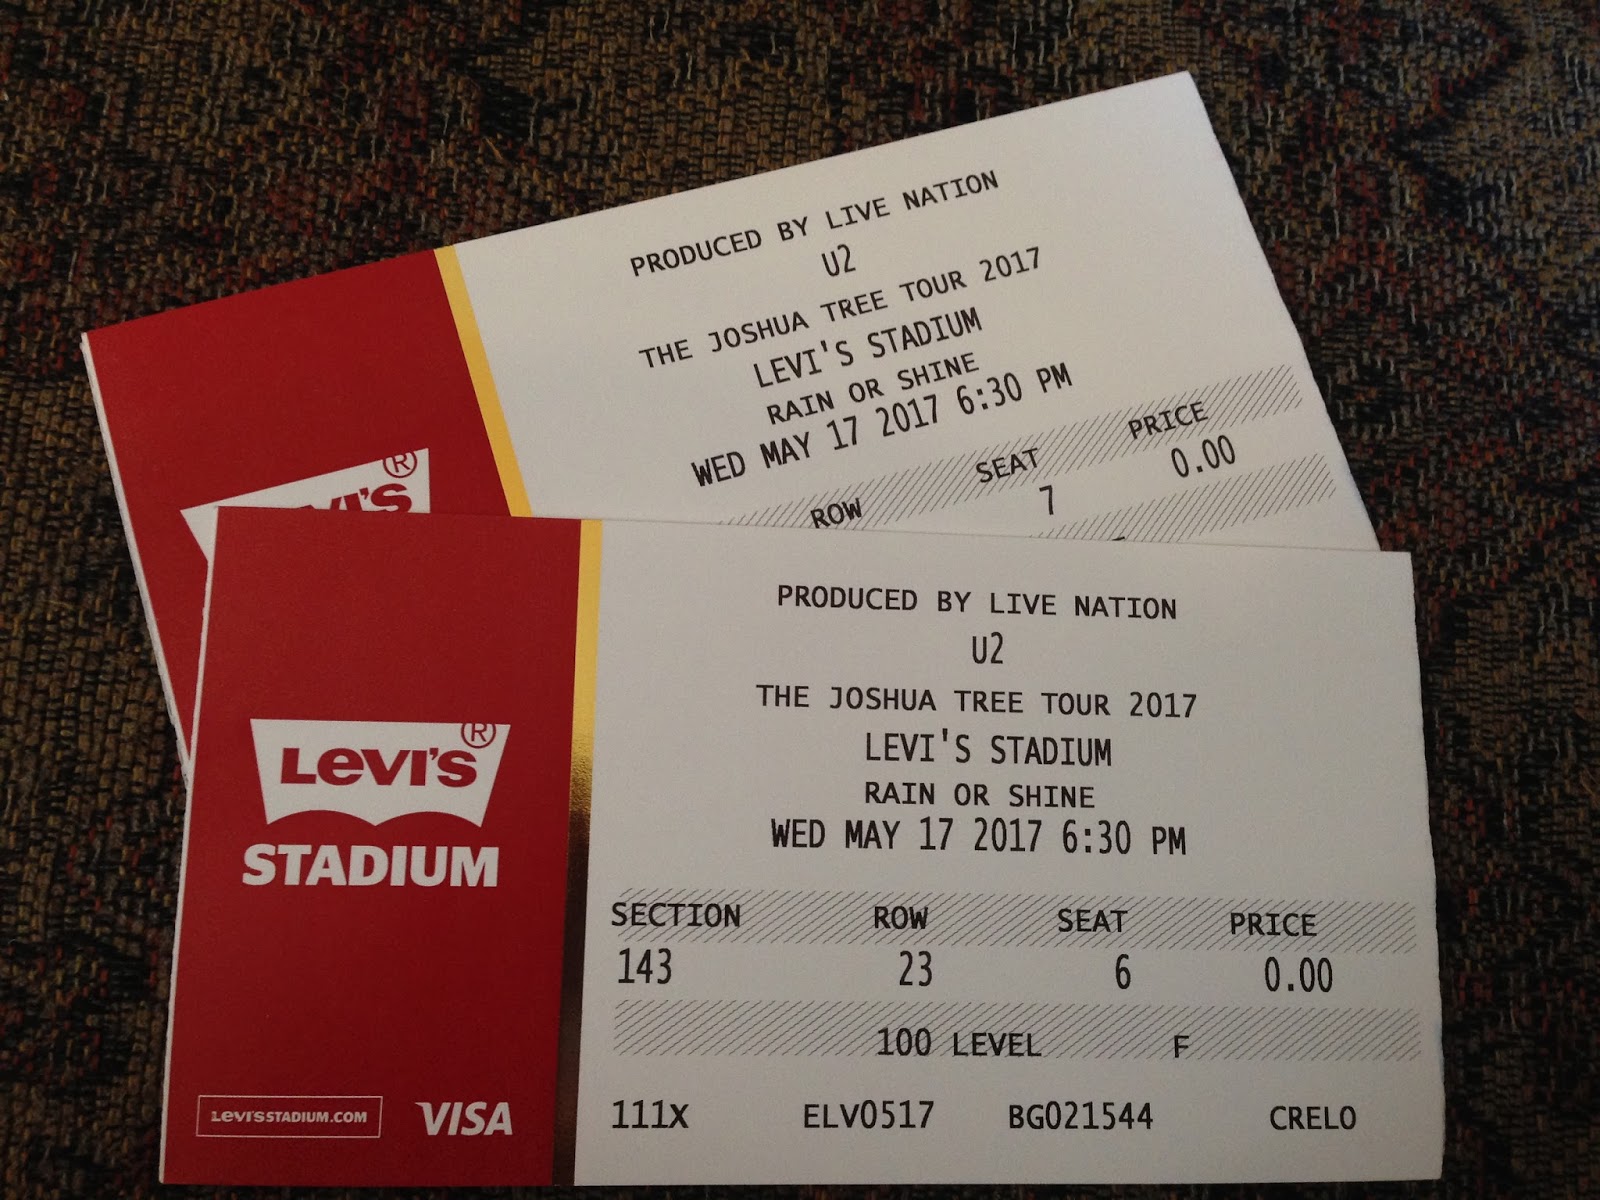 PRODUCED BY LIVE NATION
U2
THE JOSHUA TREE TOUR 2017
LEVI'S STADIUM
RAIN OR SHINE
WED MAY 17 2017 6:30 PM
ROW SEAT PRICE
7 0.00
VI'S ®
PRODUCED BY LIVE NATION
U2
THE JOSHUA TREE TOUR 2017
LEVI'S STADIUM
RAIN OR SHINE
WED MAY 17 2017 6:30 PM
SECTION ROW SEAT PRICE
143 23 6 0.00
100 LEVEL F
111X ELV0517 BG021544 CRELO
LEVI'S ®
STADIUM
LEVI'SSTADIUM.COM VISA